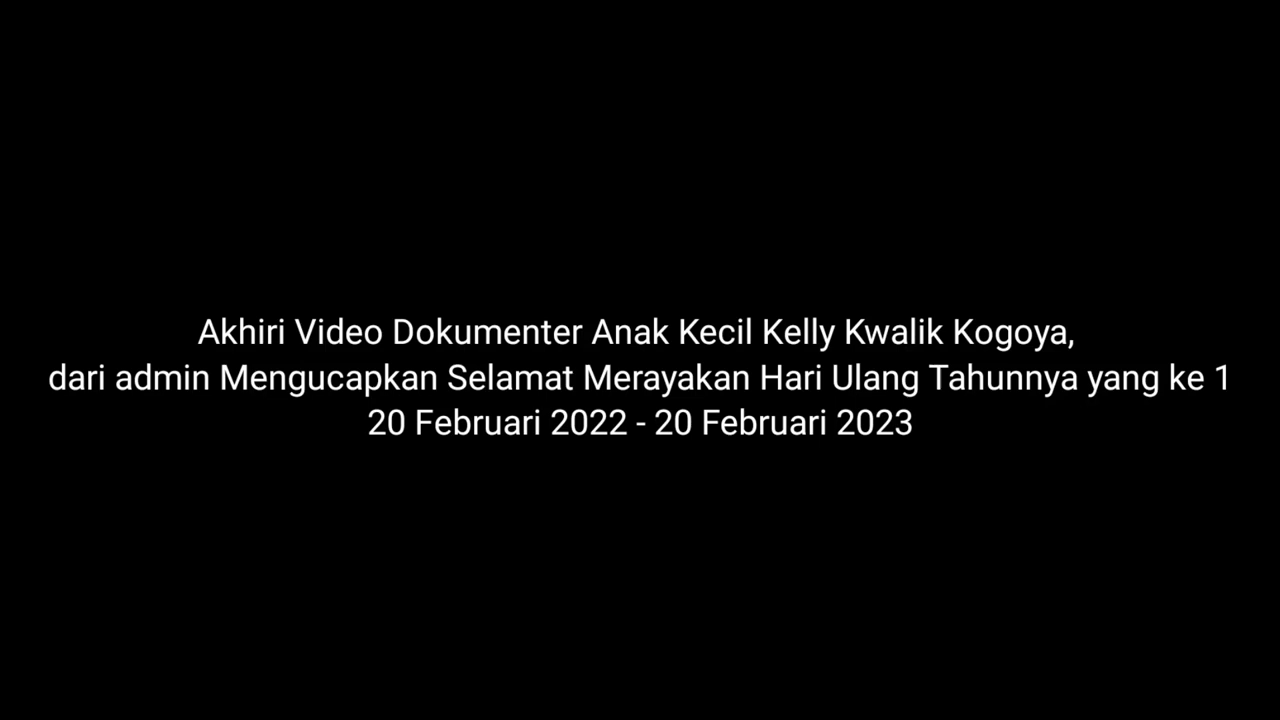 Akhiri Video Dokumenter Anak Kecil Kelly Kwalik Kogoya,
dari admin Mengucapkan Selamat Merayakan Hari Ulang Tahunnya yang ke 1
20 Februari 2022 - 20 Februari 2023